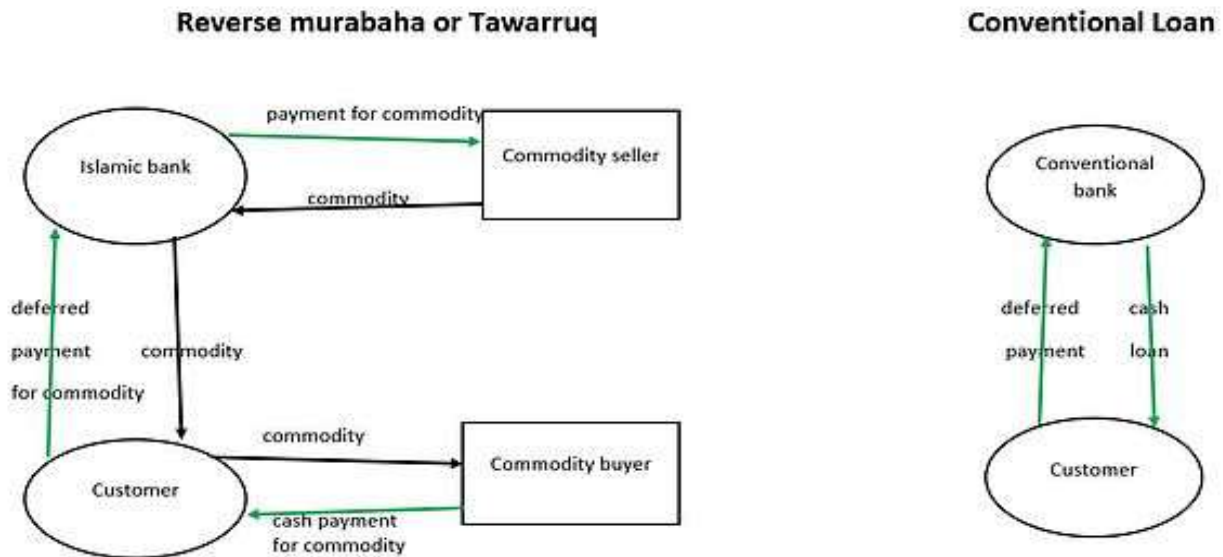 Reverse murabaha or Tawarruq
Conventional Loan
payment for commodity
Islamic bank
Commodity seller
commodity
deferred
payment
for commodity
commodity
commodity
Commodity buyer
Customer
cash payment
for commodity
Conventional
bank
deferred
payment
cash
loan
Customer